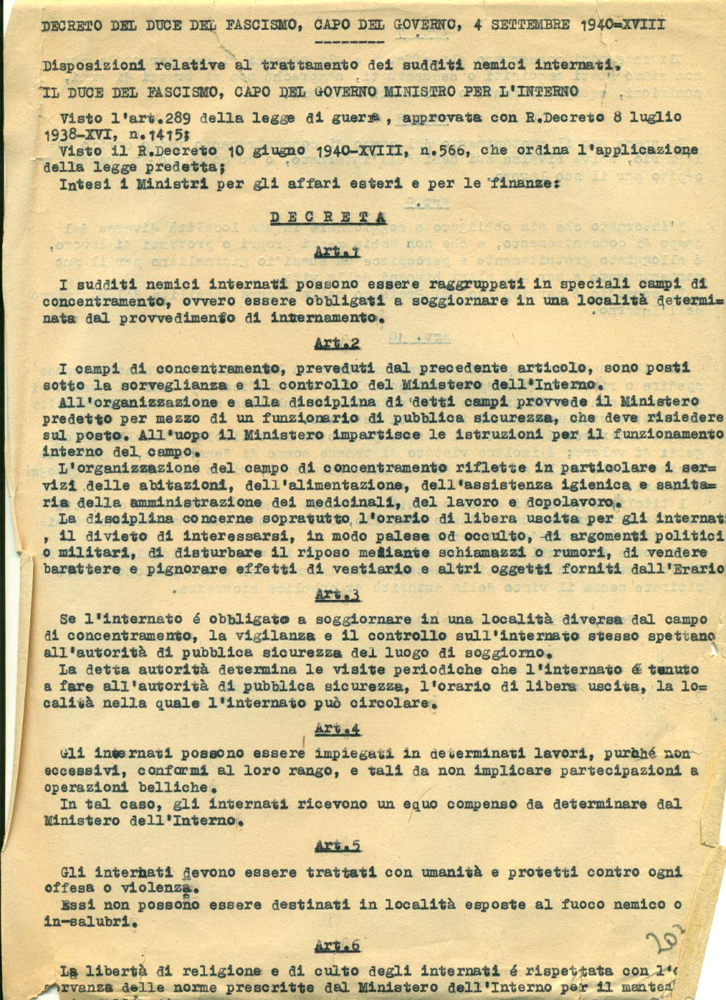 DECRETO DEL DUCE DEL FASCISMO, CAPO DEL GOVERNO, 4 SETTEMBRE 1940=XVIII
Disposizioni relative al trattamento dei sudditi nemici internati.
IL DUCE DEL FASCISMO, CAPO DEL GOVERNO MINISTRO PER L'INTERNO
Visto l'art.289 della legge di guerra , approvata con R.Decreto 8 luglio
1938-XVI, n.1415;
Visto il R.Decreto 10 giugno 1940-XVIII, n.566, che ordina l'applicazione
della legge predetta;
Intesi i Ministri per gli affari esteri e per le finanze:
D E C R E T A
Art.1
I sudditi nemici internati possono essere raggruppati in speciali campi di
concentramento, ovvero essere obbligati a soggiornare in una località determi=
nata dal provvedimento di internamento.
Art.2
I campi di concentramento, preveduti dal precedente articolo, sono posti
sotto la sorveglianza e il controllo del Ministero dell'Interno.
All'organizzazione e alla disciplina di detti campi provvede il Ministero
predetto per mezzo di un funzionario di pubblica sicurezza, che deve risiedere
sul posto. All'uopo il Ministero impartisce le istruzioni per il funzionamento
interno del campo.
L'organizzazione del campo di concentramento riflette in particolare i ser=
vizi delle abitazioni, dell'alimentazione, dell'assistenza igienica e sanita=
ria della amministrazione dei medicinali, del lavoro e dopolavoro.
La disciplina concerne sopratutto l'orario di libera uscita per gli internati
, il divieto di interessarsi, in modo palese od occulto, di argomenti politici
o militari, di disturbare il riposo mediante schiamazzi o rumori, di vendere
barattere e pignorare effetti di vestiario e altri oggetti forniti dall'Erario
Art.3
Se l'internato é obbligato a soggiornare in una località diversa dal campo
di concentramento, la vigilanza e il controllo sull'internato stesso spettano
all'autorità di pubblica sicurezza del luogo di soggiorno.
La detta autorità determina le visite periodiche che l'internato é tenuto
a fare all'autorità di pubblica sicurezza, l'orario di libera uscita, la lo=
calità nella quale l'internato può circolare.
Art.4
Gli internati possono essere impiegati in determinati lavori, purché non
eccessivi, conformi al loro rango, e tali da non implicare partecipazioni a
operazioni belliche.
In tal caso, gli internati ricevono un equo compenso da determinare dal
Ministero dell'Interno.
Art.5
Gli internati devono essere trattati con umanità e protetti contro ogni
offesa o violenza.
Essi non possono essere destinati in località esposte al fuoco nemico o
in-salubri.
Art.6
La libertà di religione e di culto degli internati é rispettata con
servanza delle norme prescritte dal Ministero dell'Interno per il